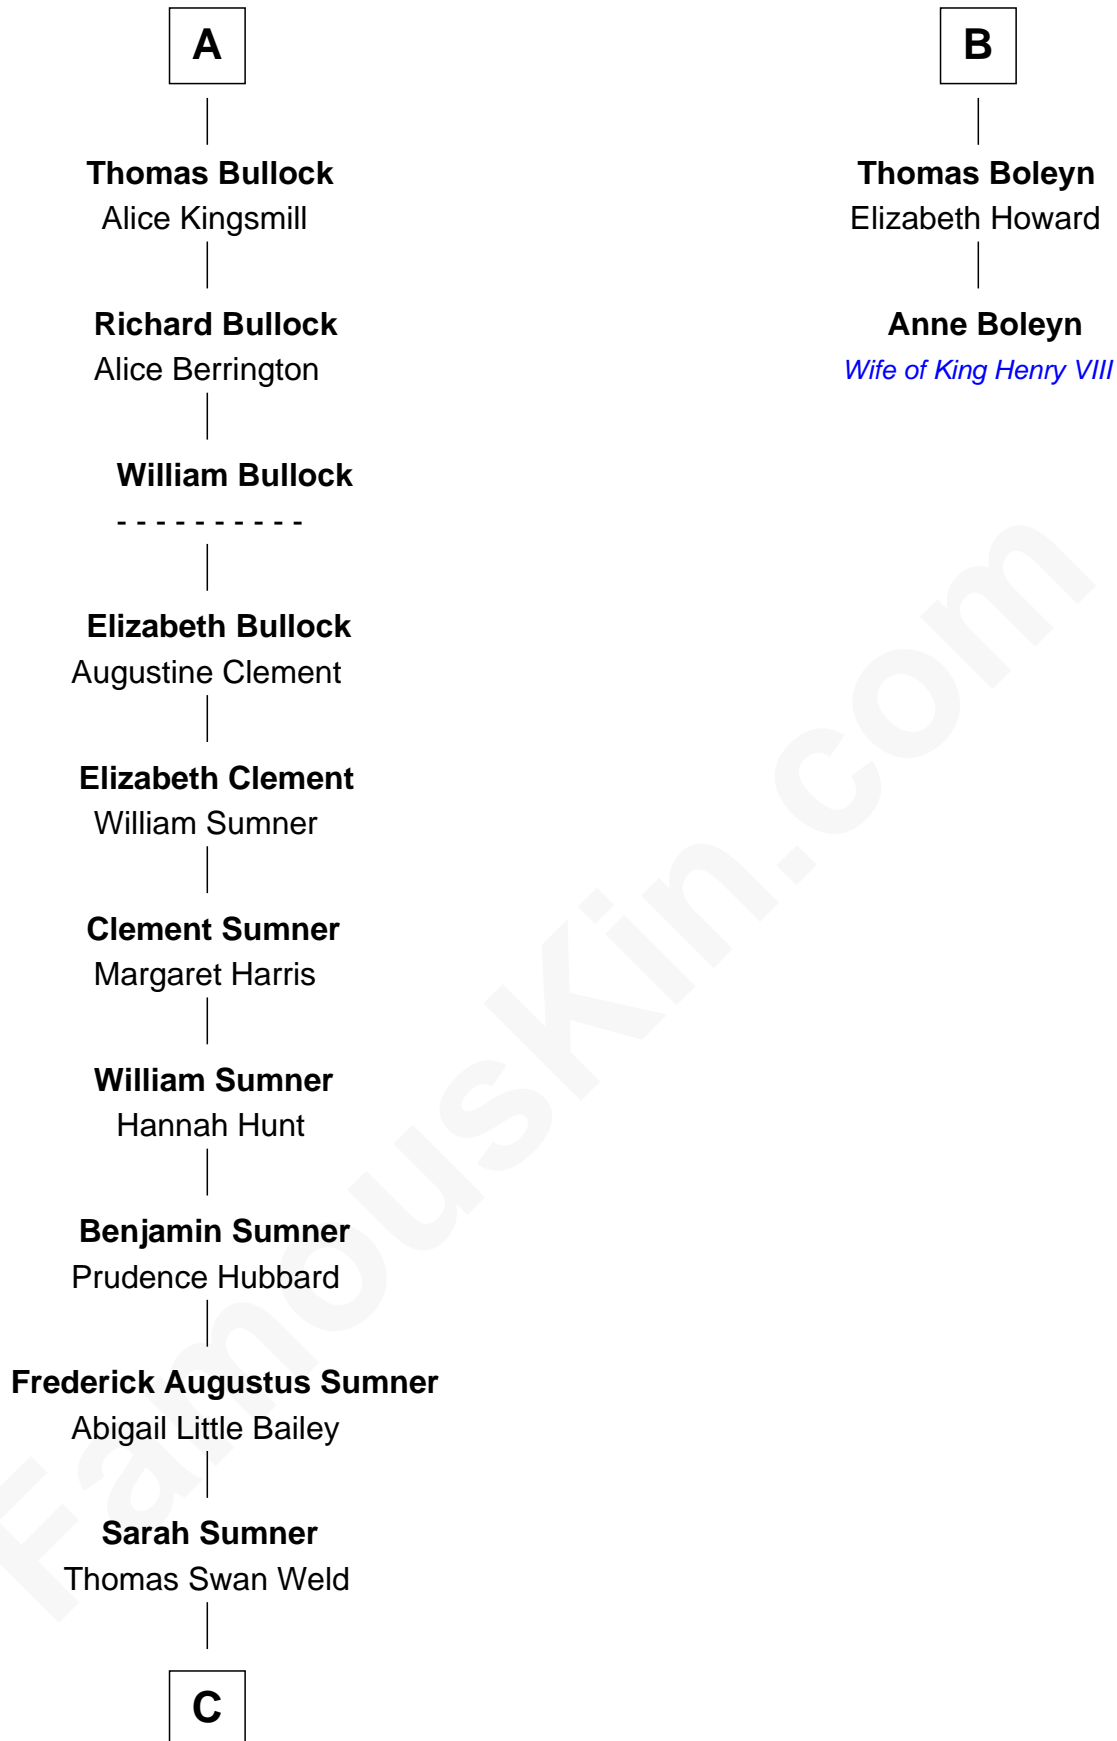 A
Thomas Bullock
Alice Kingsmill
Richard Bullock
Alice Berrington
William Bullock
- - - - - - - - - -
Elizabeth Bullock
Augustine Clement
Elizabeth Clement
William Sumner
Clement Sumner
Margaret Harris
William Sumner
Hannah Hunt
Benjamin Sumner
Prudence Hubbard
Frederick Augustus Sumner
Abigail Little Bailey
Sarah Sumner
Thomas Swan Weld
C
B
Thomas Boleyn
Elizabeth Howard
Anne Boleyn
Wife of King Henry VIII
FamousKin.com